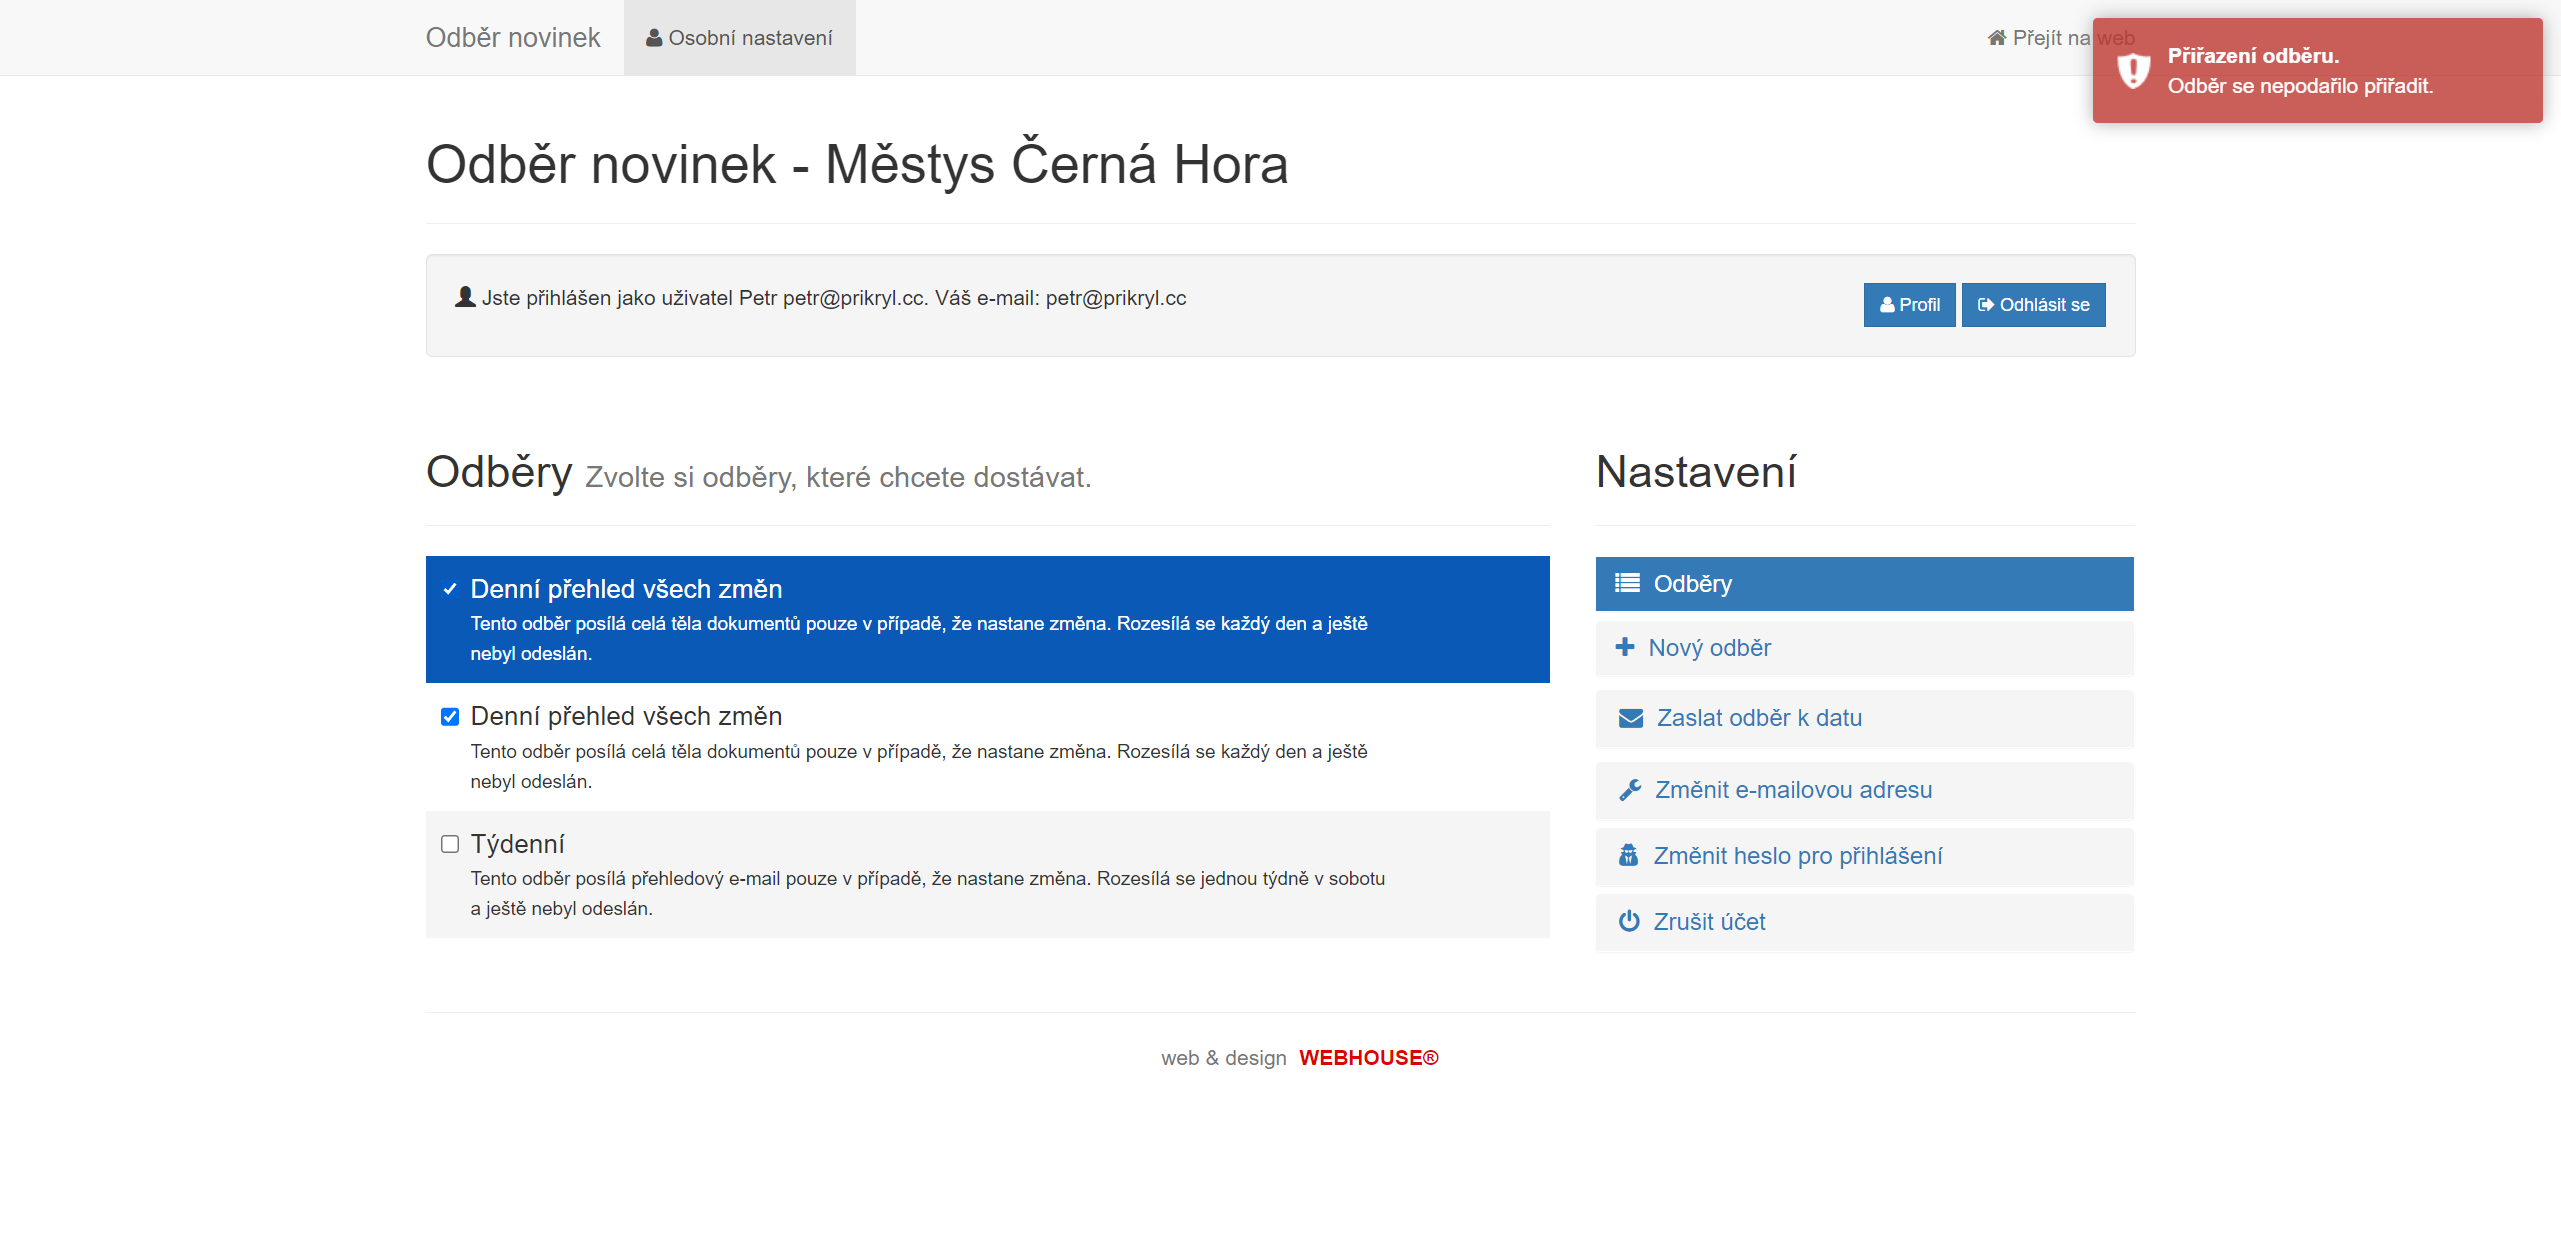 Odběr novinek
Osobní nastavení
Přejít na web
Přiřazení odběru.
Odběr se nepodařilo přiřadit.
Odběr novinek - Městys Černá Hora
Jste přihlášen jako uživatel Petr petr@prikryl.cc. Váš e-mail: petr@prikryl.cc
Profil
Odhlásit se
Odběry Zvolte si odběry, které chcete dostávat.
Denní přehled všech změn
Tento odběr posílá celá těla dokumentů pouze v případě, že nastane změna. Rozesílá se každý den a ještě
nebyl odeslán.
Denní přehled všech změn
Tento odběr posílá celá těla dokumentů pouze v případě, že nastane změna. Rozesílá se každý den a ještě
nebyl odeslán.
Týdenní
Tento odběr posílá přehledový e-mail pouze v případě, že nastane změna. Rozesílá se jednou týdně v sobotu
a ještě nebyl odeslán.
Nastavení
Odběry
Nový odběr
Zaslat odběr k datu
Změnit e-mailovou adresu
Změnit heslo pro přihlášení
Zrušit účet
web & design WEBHOUSE®